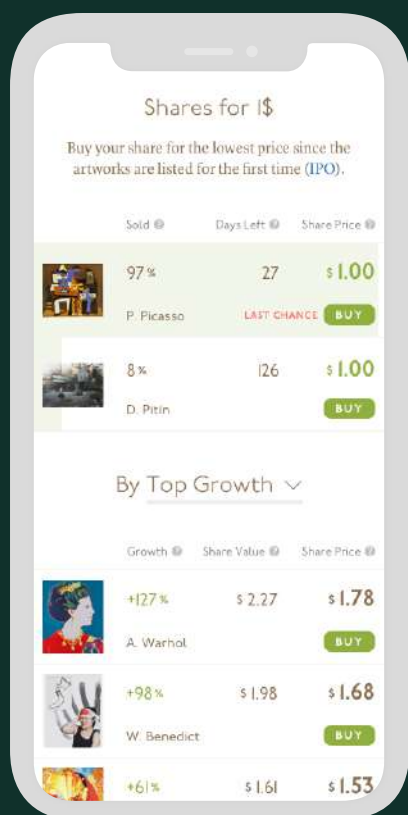 Shares for 1$
Buy your share for the lowest price since the
artworks are listed for the first time (IPO).
Sold ? Days Left ? Share Price ?
97 % 27 $ 1.00
P. Picasso LAST CHANCE BUY
8 % 126 $ 1.00
D. Pitín BUY
By Top Growth
Growth ? Share Value ? Share Price ?
+127 % $ 2.27 $ 1.78
A. Warhol BUY
+98 % $ 1.98 $ 1.68
W. Benedict BUY
+61% $ 1.61 $ 1.53